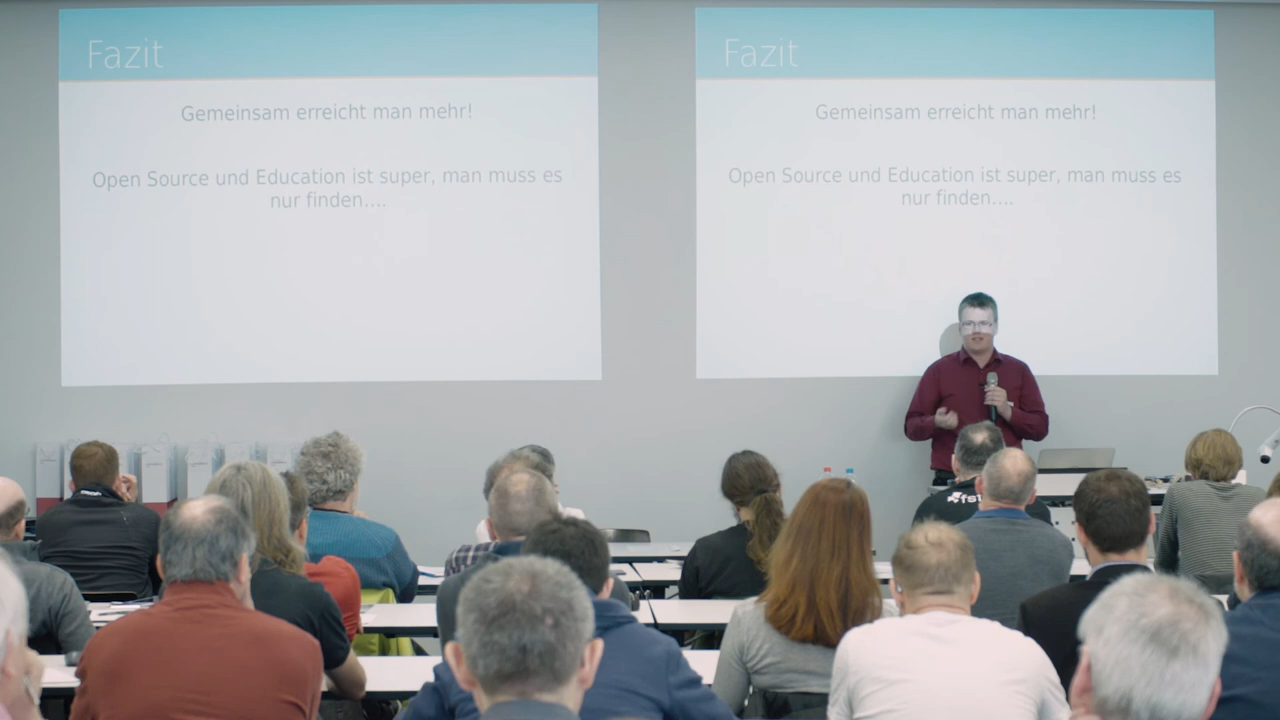 Fazit
Gemeinsam erreicht man mehr!
Open Source und Education ist super, man muss es
nur finden....
Fazit
Gemeinsam erreicht man mehr!
Open Source und Education ist super, man muss es
nur finden....